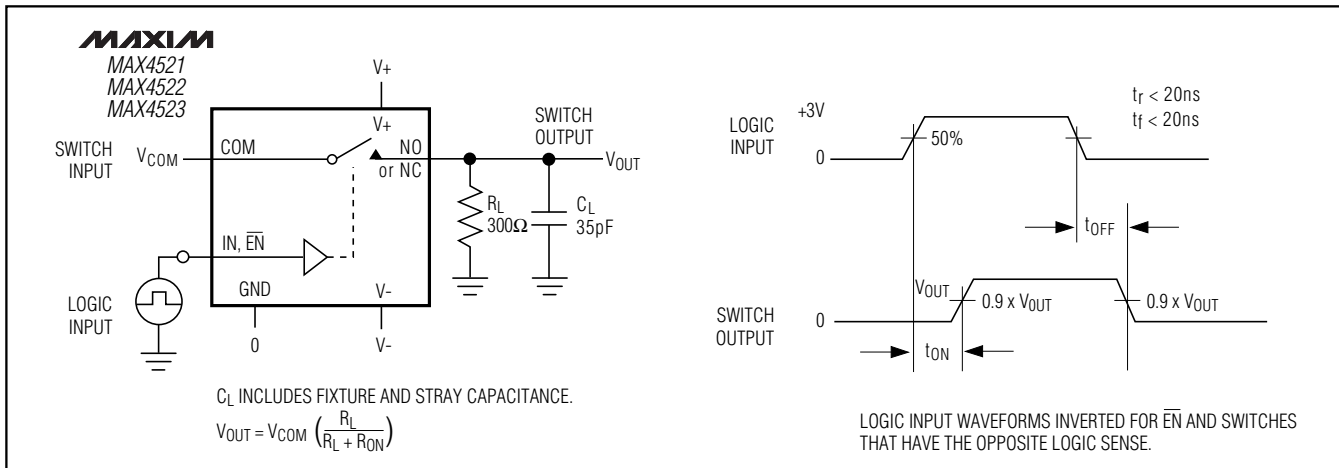 MAXIM
MAX4521
MAX4522
MAX4523
V+
V+
SWITCH
OUTPUT
SWITCH
INPUT
VCOM
COM
NO
or NC
VOUT
RL
300Ω
CL
35pF
IN, E̅N̅
LOGIC
INPUT
GND
V-
0
V-
CL INCLUDES FIXTURE AND STRAY CAPACITANCE.
VOUT = VCOM (RL / RL + RON)
LOGIC
INPUT
+3V
0
50%
tr < 20ns
tf < 20ns
tOFF
SWITCH
OUTPUT
VOUT
0
0.9 x VOUT
0.9 x VOUT
tON
LOGIC INPUT WAVEFORMS INVERTED FOR E̅N̅ AND SWITCHES
THAT HAVE THE OPPOSITE LOGIC SENSE.